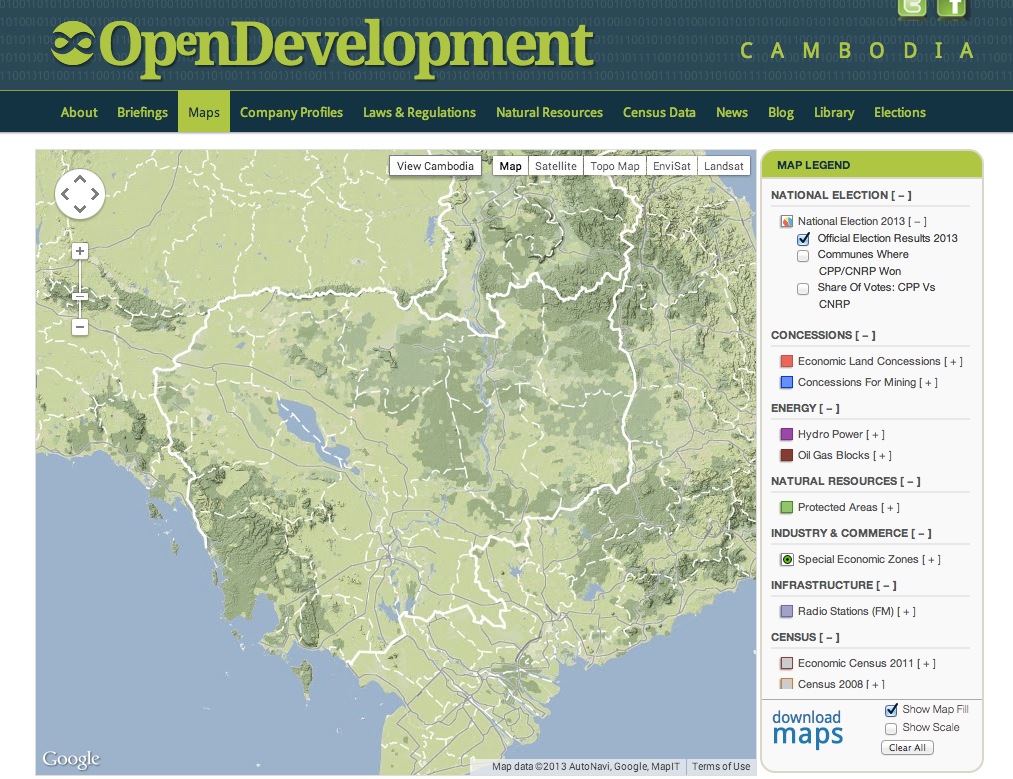 OpenDevelopment
CAMBODIA
About Briefings Maps Company Profiles Laws & Regulations Natural Resources Census Data News Blog Library Elections
View Cambodia Map Satellite Topo Map EnviSat Landsat
MAP LEGEND
NATIONAL ELECTION [ – ]
National Election 2013 [ – ]
Official Election Results 2013
Communes Where
CPP/CNRP Won
Share Of Votes: CPP Vs
CNRP
CONCESSIONS [ – ]
Economic Land Concessions [ + ]
Concessions For Mining [ + ]
ENERGY [ – ]
Hydro Power [ + ]
Oil Gas Blocks [ + ]
NATURAL RESOURCES [ – ]
Protected Areas [ + ]
INDUSTRY & COMMERCE [ – ]
Special Economic Zones [ + ]
INFRASTRUCTURE [ – ]
Radio Stations (FM) [ + ]
CENSUS [ – ]
Economic Census 2011 [ + ]
Census 2008 [ + ]
download
maps
Show Map Fill
Show Scale
Clear All
Google
Map data ©2013 AutoNavi, Google, MapIT Terms of Use